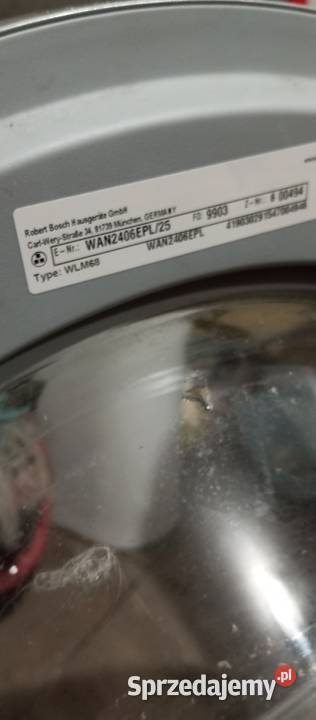 Robert Bosch Hausgeräte GmbH
Carl-Wery-Straße 34, 81739 München, GERMANY
E-Nr.: WAN2406EPL/25 FD 9903 Z-Nr.: 00494
WAN2406EPL
Type: WLM68
Sprzedajemy.pl